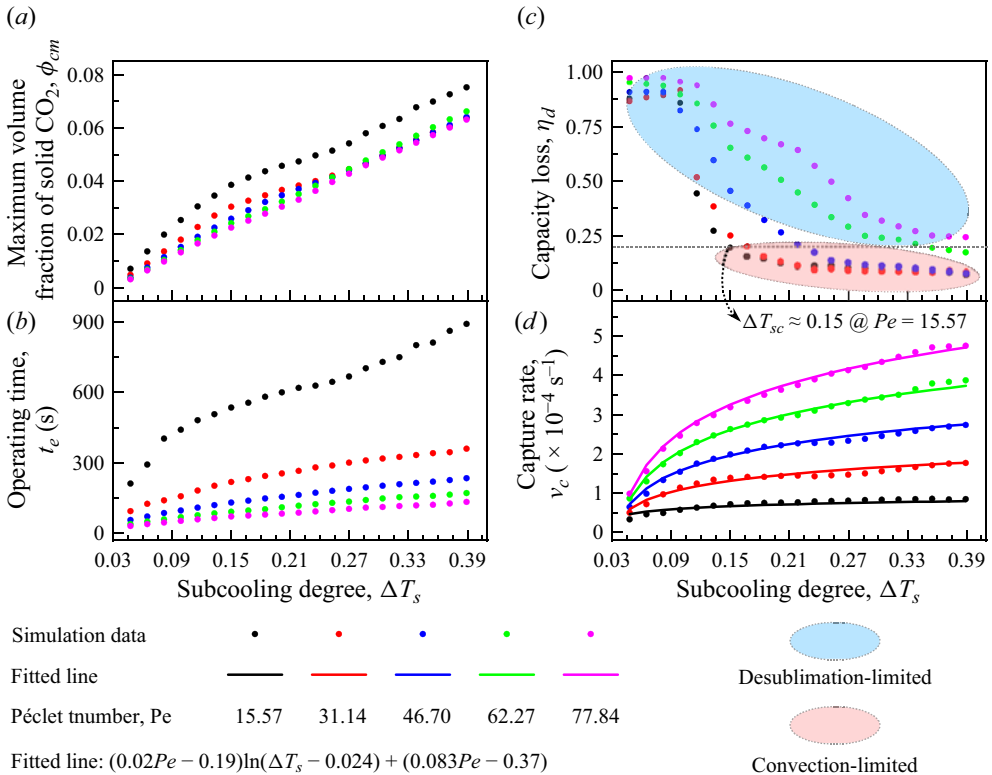 (a)
(c)
Maximum volume
fraction of solid CO2, ϕcm
0.08
0.06
0.04
0.02
0
Capacity loss, ηd
1.00
0.75
0.50
0.20
0
(b)
(d)
ΔTsc ≈ 0.15 @ Pe = 15.57
Operating time,
te (s)
900
600
300
0
0.03 0.09 0.15 0.21 0.27 0.33 0.39
Subcooling degree, ΔTs
Capture rate,
vc ( × 10−4 s−1)
5
4
3
2
1
0
0.03 0.09 0.15 0.21 0.27 0.33 0.39
Subcooling degree, ΔTs
Simulation data
Fitted line
Desublimation-limited
Péclet tnumber, Pe 15.57 31.14 46.70 62.27 77.84
Fitted line: (0.02Pe − 0.19)ln(ΔTs − 0.024) + (0.083Pe − 0.37)
Convection-limited